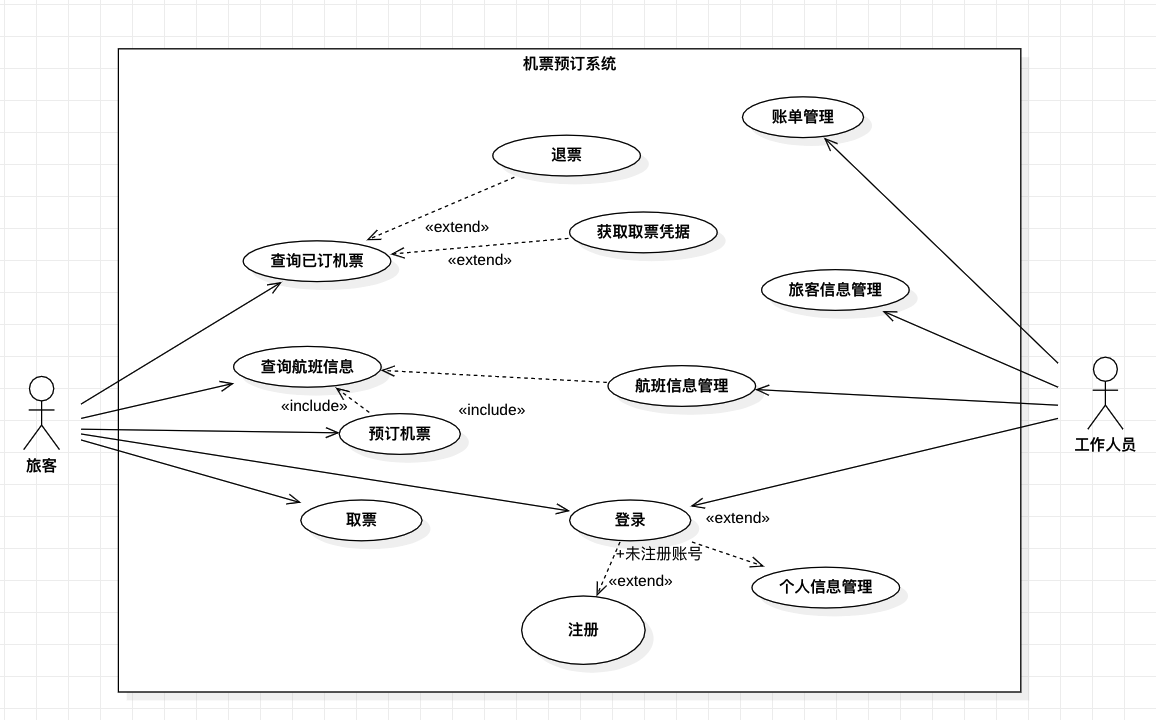 机票预订系统
账单管理
退票
«extend»
获取取票凭据
«extend»
查询已订机票
旅客信息管理
查询航班信息
航班信息管理
«include»
«include»
预订机票
旅客
工作人员
取票
登录
«extend»
+未注册账号
«extend»
个人信息管理
注册